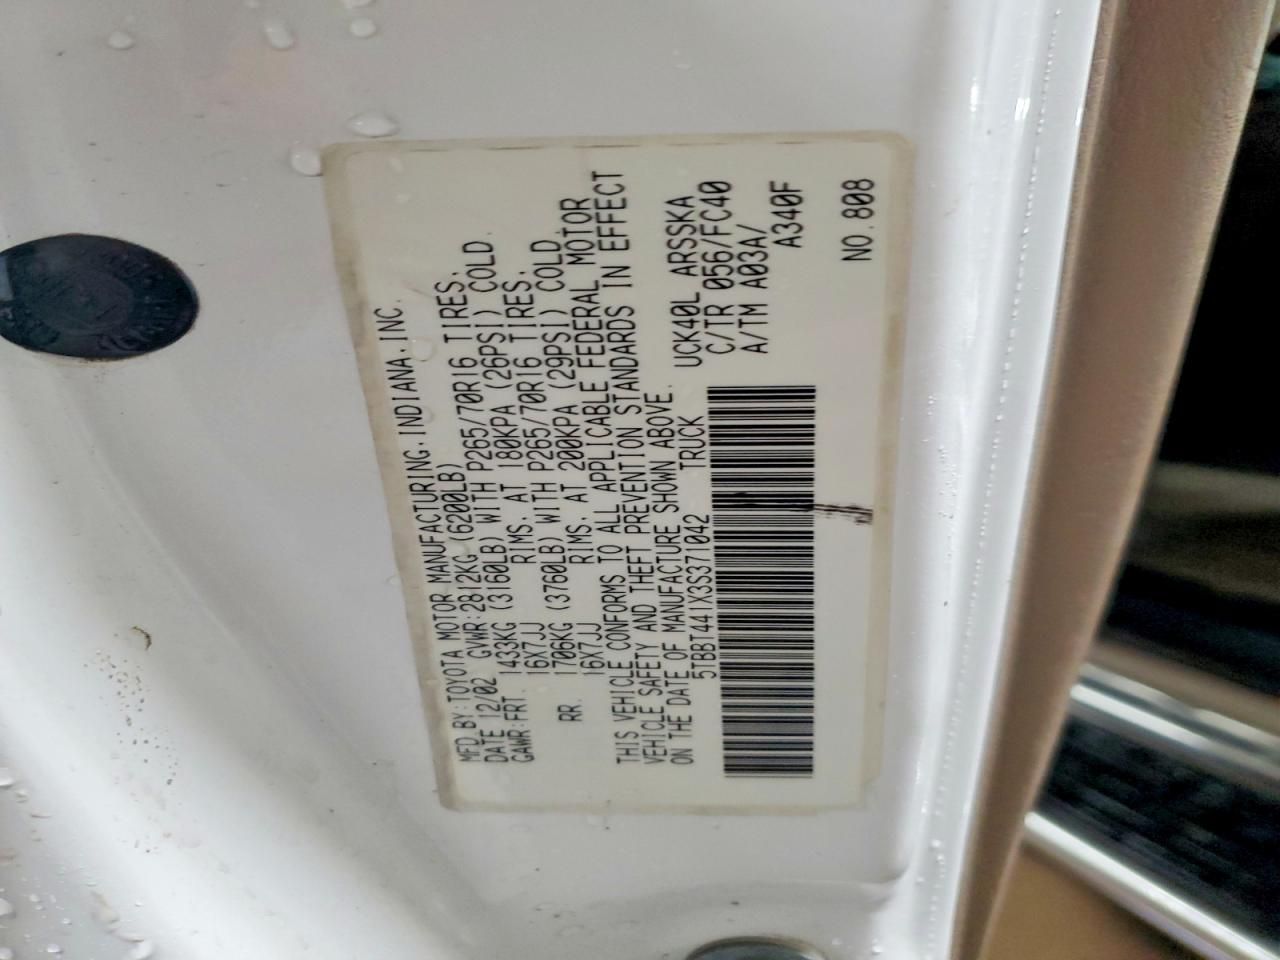 MFD.BY:TOYOTA MOTOR MANUFACTURING,INDIANA,INC.
DATE 12/02 GVWR:2812KG (6200LB)
GAWR:FRT. 1433KG (3160LB) WITH P265/70R16 TIRES,
16X7JJ RIMS, AT 180KPA (26PSI) COLD.
RR. 1706KG (3760LB) WITH P265/70R16 TIRES,
16X7JJ RIMS, AT 200KPA (29PSI) COLD.
THIS VEHICLE CONFORMS TO ALL APPLICABLE FEDERAL MOTOR
VEHICLE SAFETY AND THEFT PREVENTION STANDARDS IN EFFECT
ON THE DATE OF MANUFACTURE SHOWN ABOVE.
5TBBT441X3S371042 TRUCK
UCK40L ARSSKA
C/TR 056/FC40
A/TM A03A/
A340F
NO.808